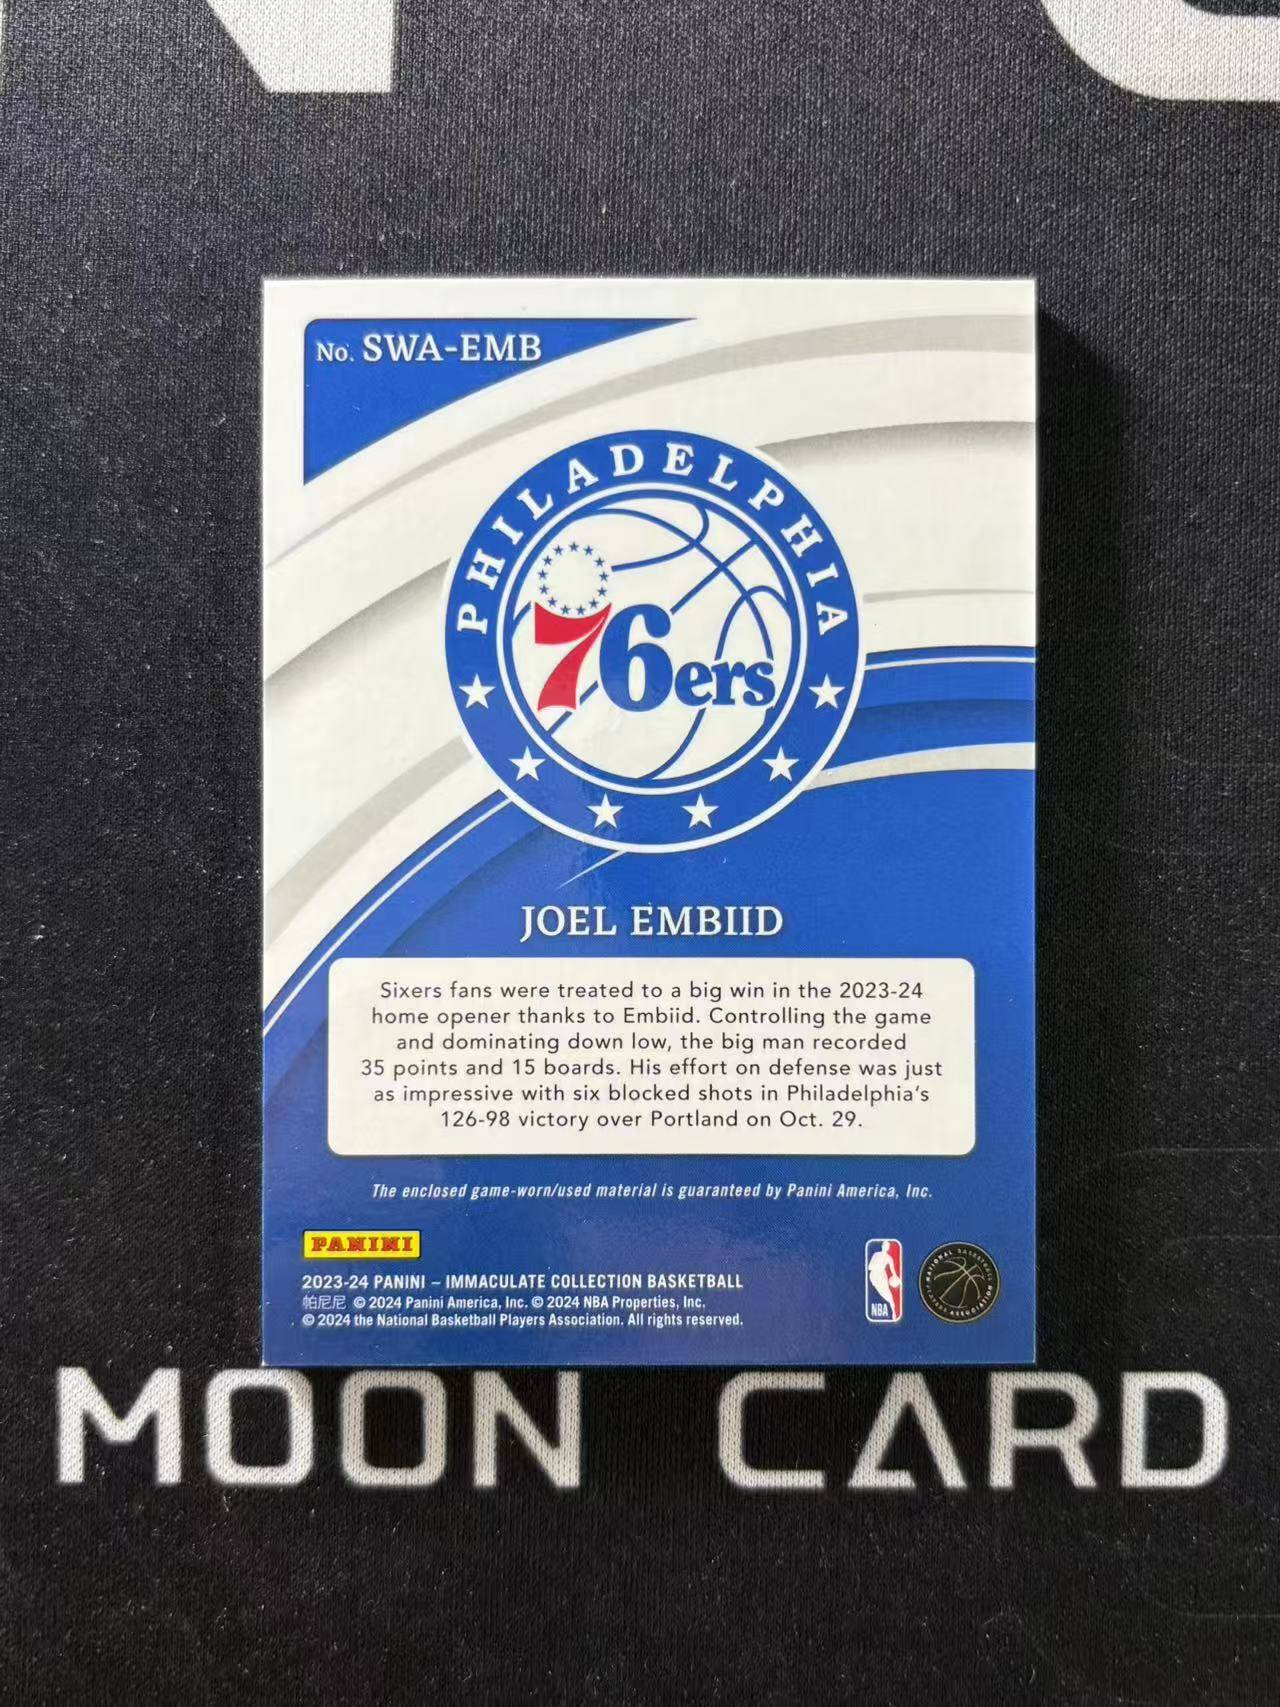 No. SWA-EMB
PHILADELPHIA
76ers
JOEL EMBIID
Sixers fans were treated to a big win in the 2023-24
home opener thanks to Embiid. Controlling the game
and dominating down low, the big man recorded
35 points and 15 boards. His effort on defense was just
as impressive with six blocked shots in Philadelphia's
126-98 victory over Portland on Oct. 29.
The enclosed game-worn/used material is guaranteed by Panini America, Inc.
PANINI
2023-24 PANINI – IMMACULATE COLLECTION BASKETBALL
帕尼尼 © 2024 Panini America, Inc. © 2024 NBA Properties, Inc.
© 2024 the National Basketball Players Association. All rights reserved.
NBA
NATIONAL BASKETBALL
PLAYERS ASSOCIATION
MOON CARD